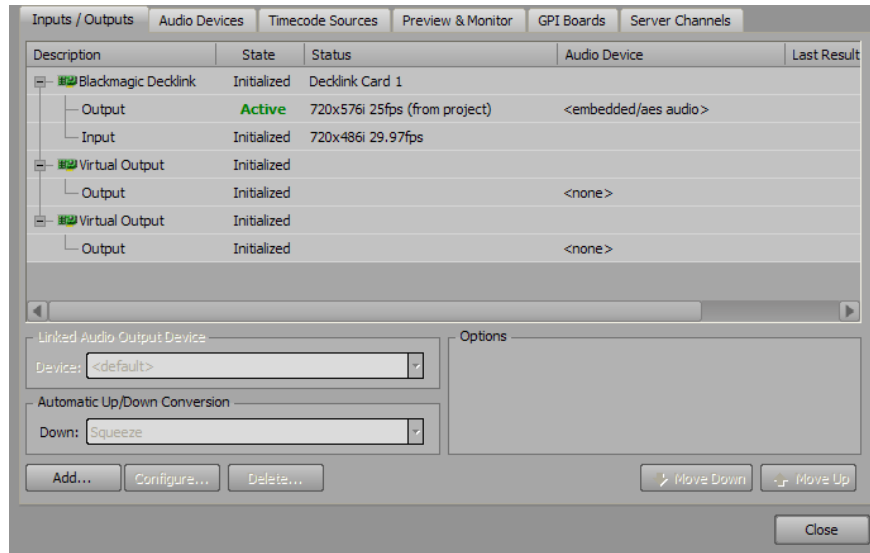 Inputs / Outputs Audio Devices Timecode Sources Preview & Monitor GPI Boards Server Channels
Description State Status Audio Device Last Result
Blackmagic Decklink Initialized Decklink Card 1
Output Active 720x576i 25fps (from project) <embedded/aes audio>
Input Initialized 720x486i 29.97fps
Virtual Output Initialized
Output Initialized <none>
Virtual Output Initialized
Output Initialized <none>
Linked Audio Output Device Options
Device: <default>
Automatic Up/Down Conversion
Down: Squeeze
Add... Configure... Delete... Move Down Move Up
Close